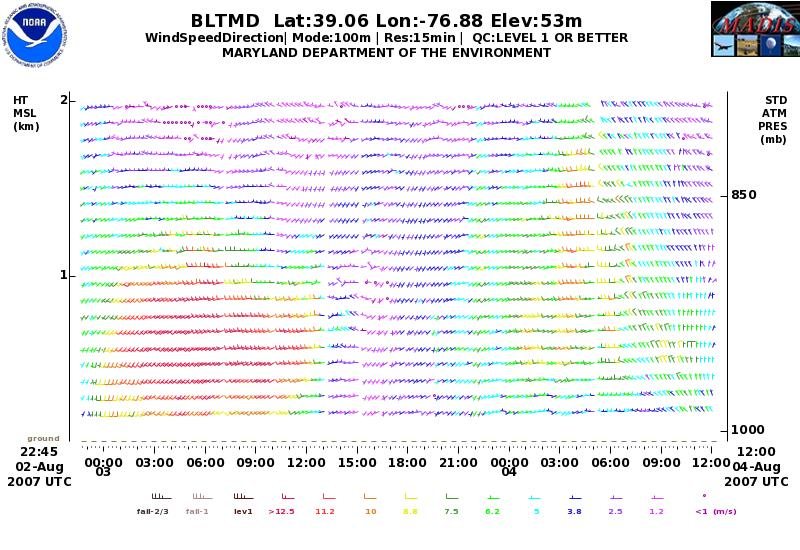 BLTMD Lat:39.06 Lon:-76.88 Elev:53m
WindSpeedDirection| Mode:100m | Res:15min | QC:LEVEL 1 OR BETTER
MARYLAND DEPARTMENT OF THE ENVIRONMENT
NOAA
MADIS
HT
MSL
(km)
STD
ATM
PRES
(mb)
2
850
1
1000
ground
22:45
02-Aug
2007 UTC
00:00 03:00 06:00 09:00 12:00 15:00 18:00 21:00 00:00 03:00 06:00 09:00 12:00
03 04
12:00
04-Aug
2007 UTC
fail-2/3 fail-1 lev1 >12.5 11.2 10 8.8 7.5 6.2 5 3.8 2.5 1.2 <1 (m/s)